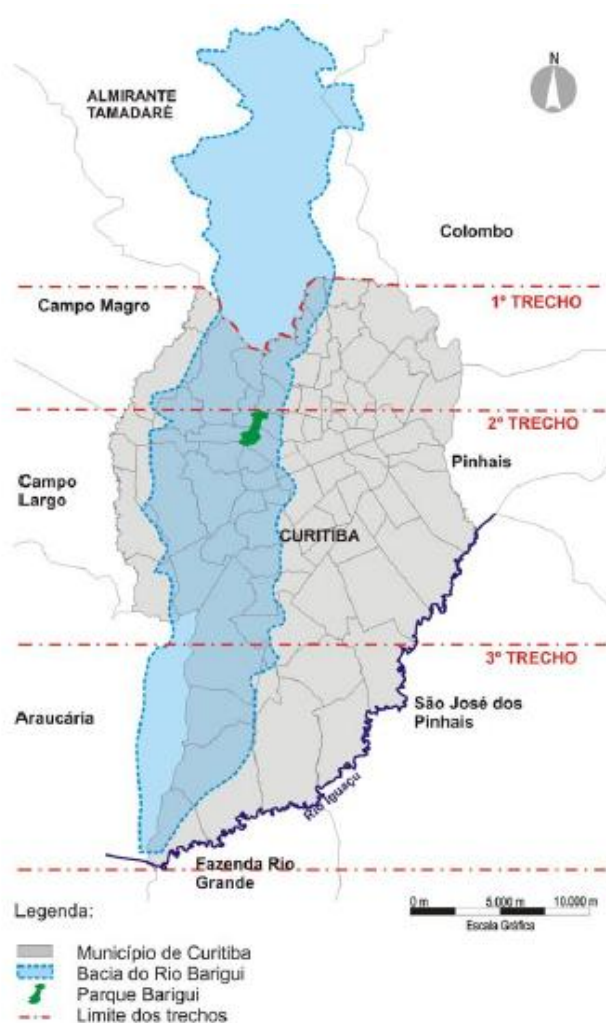 ALMIRANTE
TAMADARÉ
N
Colombo
Campo Magro
1º TRECHO
2º TRECHO
Pinhais
Campo
Largo
CURITIBA
3º TRECHO
Araucária
São José dos
Pinhais
Rio Iguaçu
Fazenda Rio
Grande
0 m 5.000 m 10.000 m
Escala Gráfica
Legenda:
Município de Curitiba
Bacia do Rio Barigui
Parque Barigui
Limite dos trechos